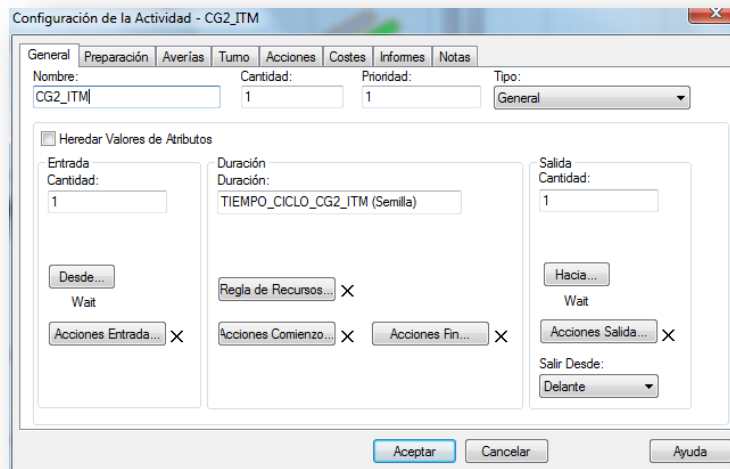 Configuración de la Actividad - CG2_ITM
General Preparación Averías Turno Acciones Costes Informes Notas
Nombre: Cantidad: Prioridad: Tipo:
CG2_ITM 1 1 General
Heredar Valores de Atributos
Entrada Duración Salida
Cantidad: Duración: Cantidad:
1 TIEMPO_CICLO_CG2_ITM (Semilla) 1
Desde... Regla de Recursos... Hacia...
Wait Wait
Acciones Entrada... Acciones Comienzo... Acciones Fin... Acciones Salida...
Salir Desde:
Delante
Aceptar Cancelar Ayuda